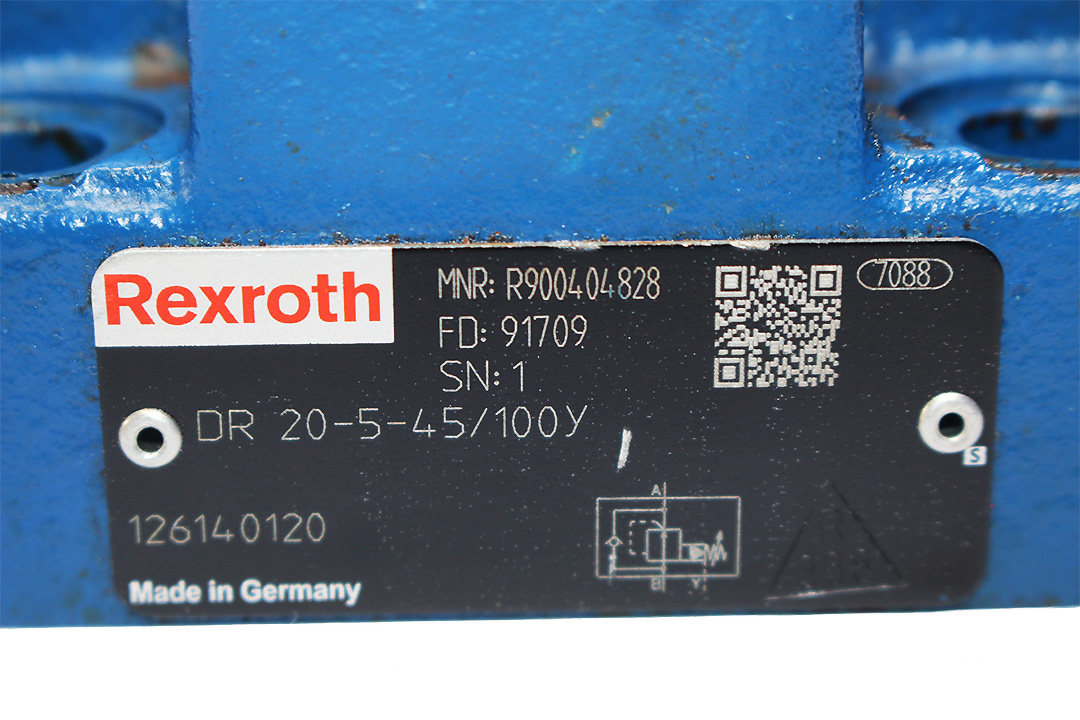 Rexroth
MNR: R900404828
7088
FD: 91709
SN: 1
DR 20-5-45/100Y
S
126140120
A
B
Y
Made in Germany